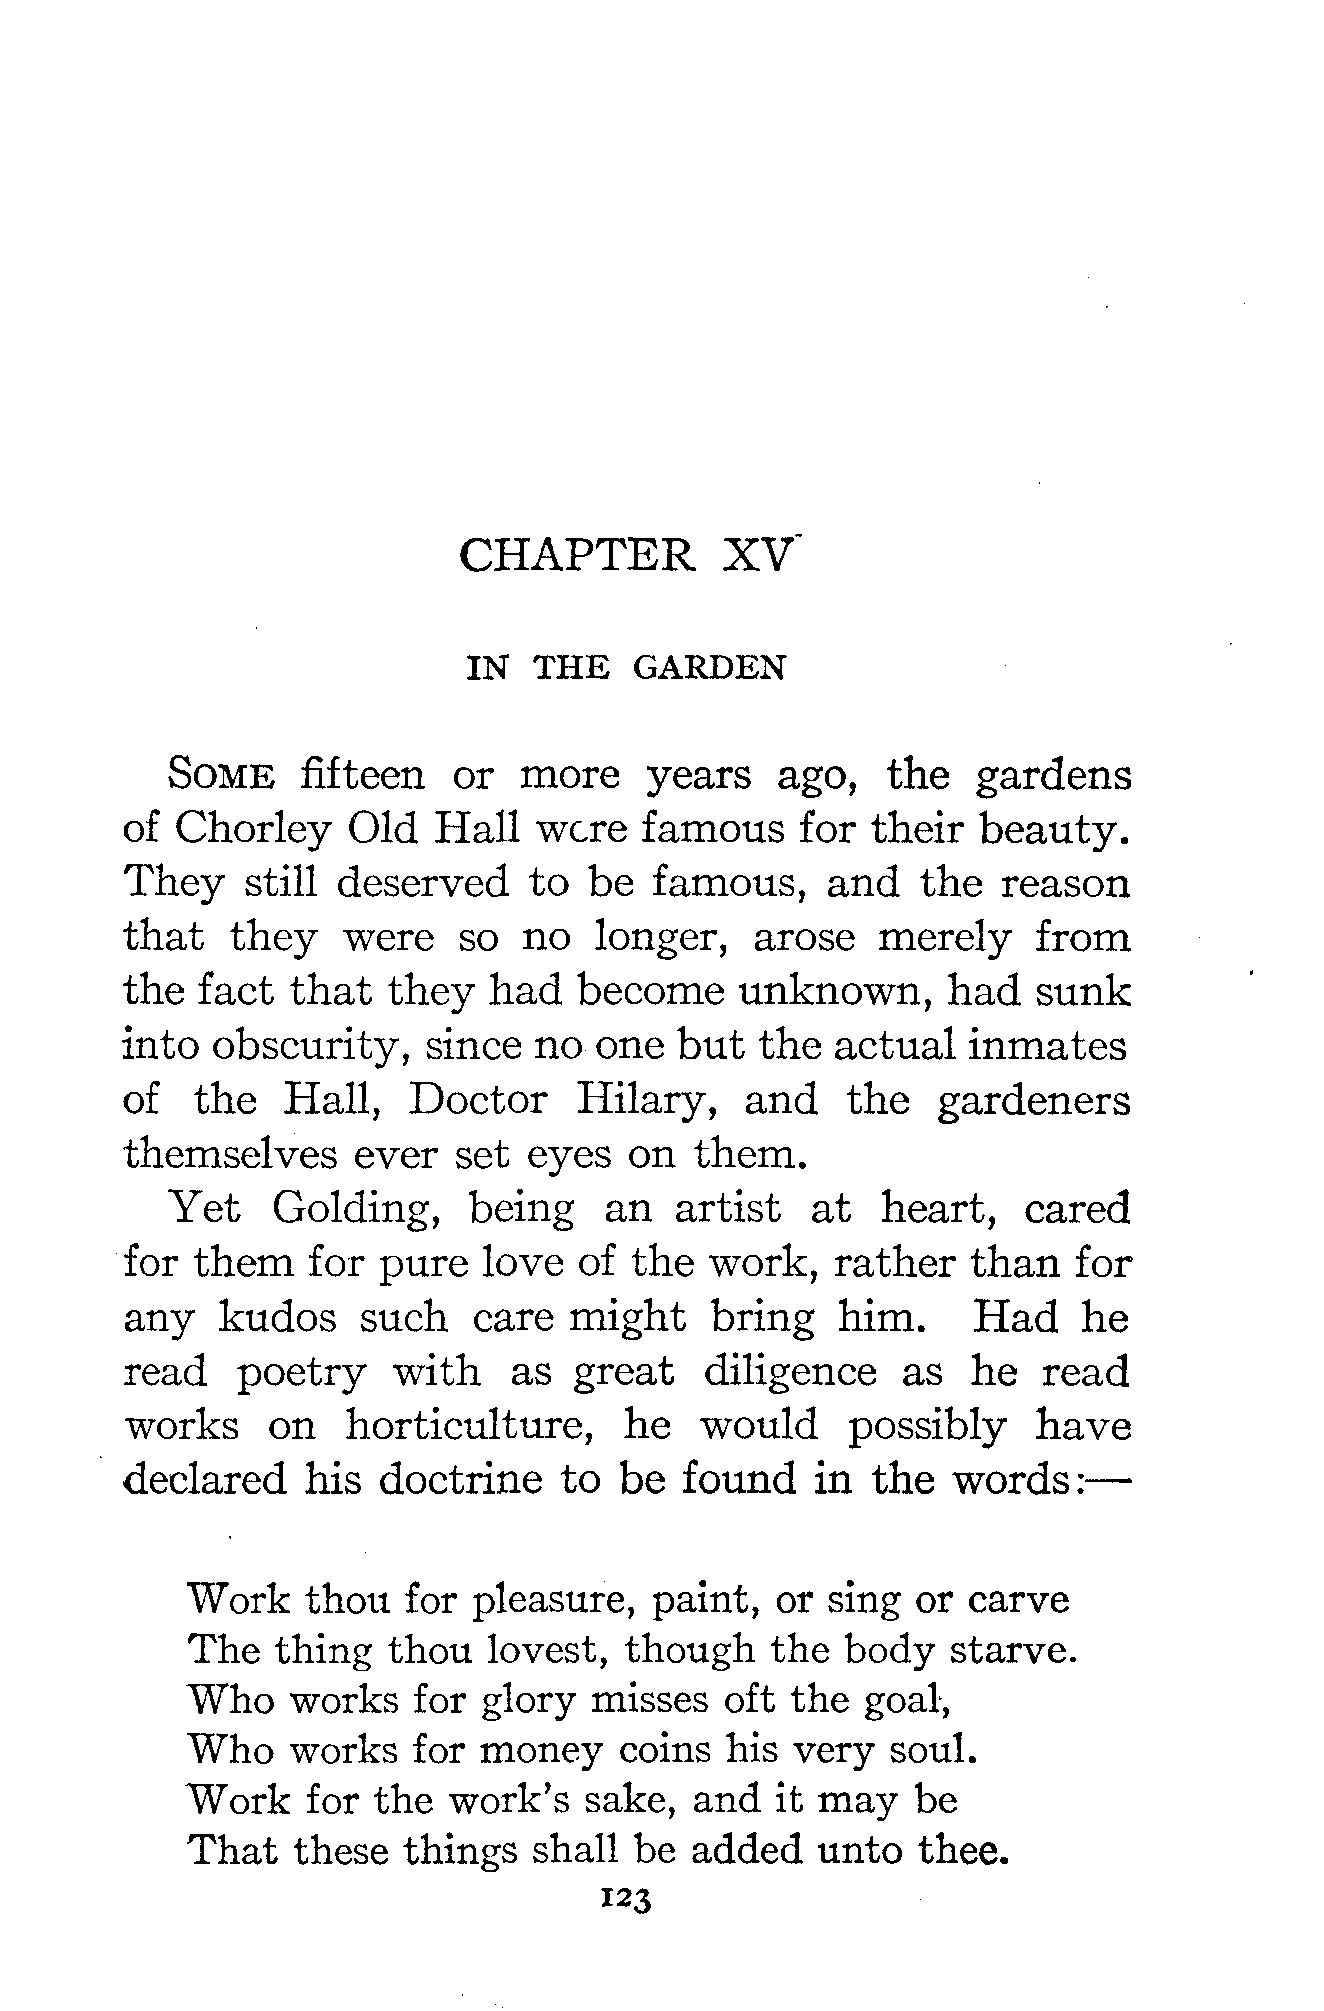 CHAPTER XV
IN THE GARDEN
SOME fifteen or more years ago, the gardens
of Chorley Old Hall were famous for their beauty.
They still deserved to be famous, and the reason
that they were so no longer, arose merely from
the fact that they had become unknown, had sunk
into obscurity, since no one but the actual inmates
of the Hall, Doctor Hilary, and the gardeners
themselves ever set eyes on them.
Yet Golding, being an artist at heart, cared
for them for pure love of the work, rather than for
any kudos such care might bring him. Had he
read poetry with as great diligence as he read
works on horticulture, he would possibly have
declared his doctrine to be found in the words:—
Work thou for pleasure, paint, or sing or carve
The thing thou lovest, though the body starve.
Who works for glory misses oft the goal,
Who works for money coins his very soul.
Work for the work's sake, and it may be
That these things shall be added unto thee.
123